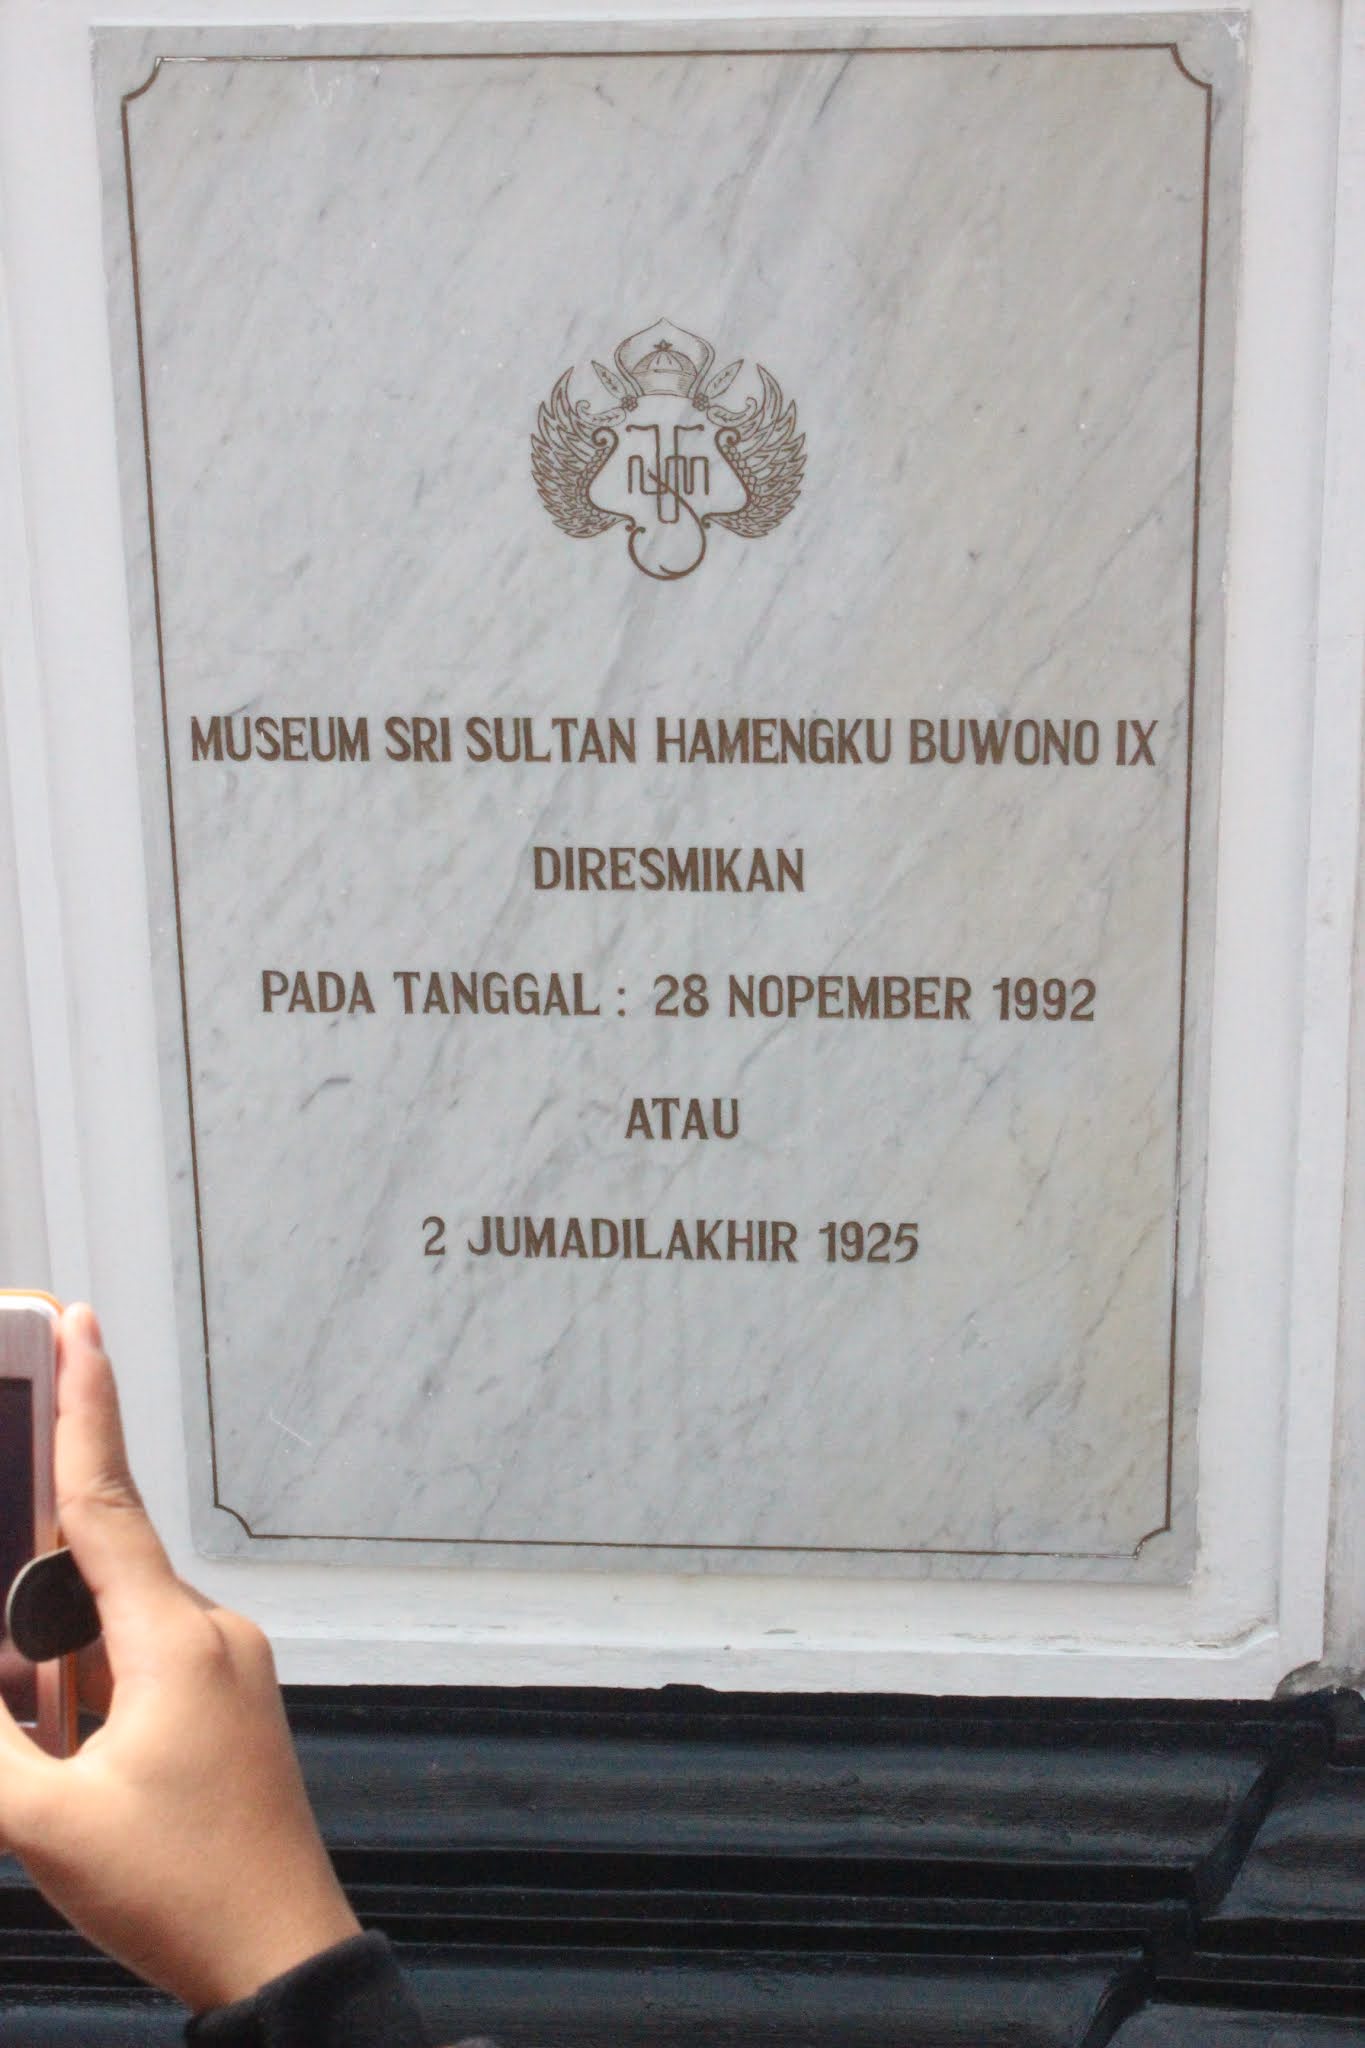 MUSEUM SRI SULTAN HAMENGKU BUWONO IX
DIRESMIKAN
PADA TANGGAL : 28 NOPEMBER 1992
ATAU
2 JUMADILAKHIR 1925